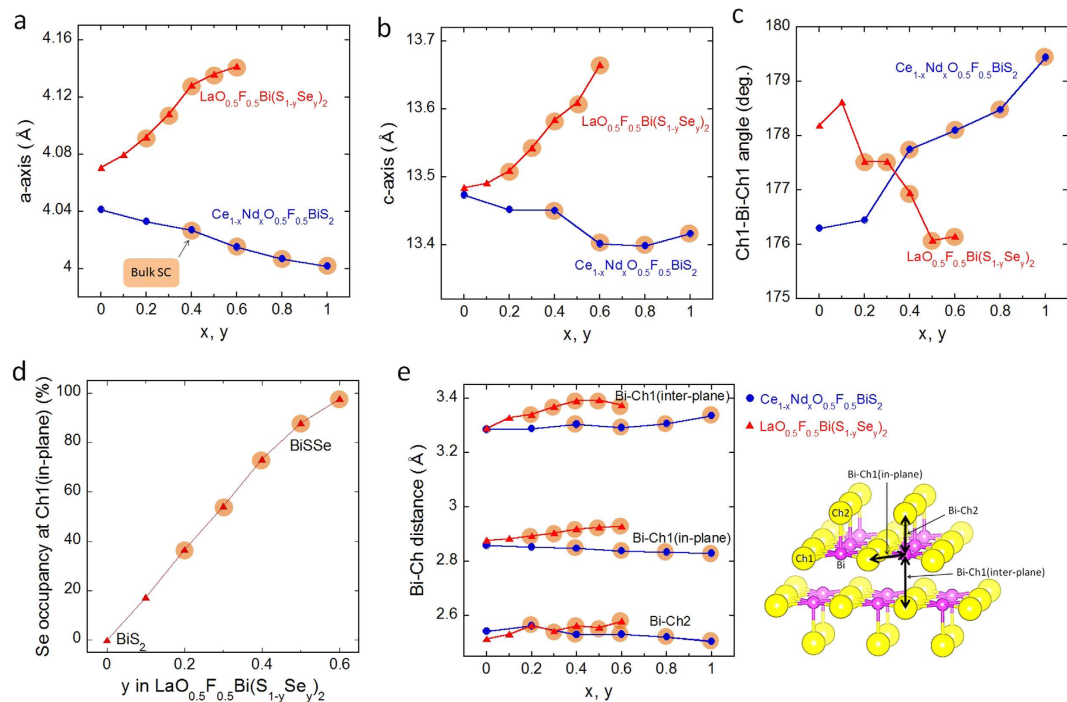 a
4.16
4.12
4.08
4.04
4
a-axis (Å)
LaO0.5F0.5Bi(S1-ySey)2
Ce1-xNdxO0.5F0.5BiS2
Bulk SC
0 0.2 0.4 0.6 0.8 1
x, y
b
13.7
13.6
13.5
13.4
c-axis (Å)
LaO0.5F0.5Bi(S1-ySey)2
Ce1-xNdxO0.5F0.5BiS2
0 0.2 0.4 0.6 0.8 1
x, y
c
180
179
178
177
176
175
Ch1-Bi-Ch1 angle (deg.)
Ce1-xNdxO0.5F0.5BiS2
LaO0.5F0.5Bi(S1-ySey)2
0 0.2 0.4 0.6 0.8 1
x, y
d
100
80
60
40
20
0
Se occupancy at Ch1(in-plane) (%)
BiSSe
BiS2
0 0.2 0.4 0.6
y in LaO0.5F0.5Bi(S1-ySey)2
e
3.4
3.2
3
2.8
2.6
Bi-Ch distance (Å)
Bi-Ch1(inter-plane)
Bi-Ch1(in-plane)
Bi-Ch2
0 0.2 0.4 0.6 0.8 1
x, y
Ce1-xNdxO0.5F0.5BiS2
LaO0.5F0.5Bi(S1-ySey)2
Bi-Ch1(in-plane)
Bi-Ch2
Ch2
Ch1
Bi
Bi-Ch1(inter-plane)